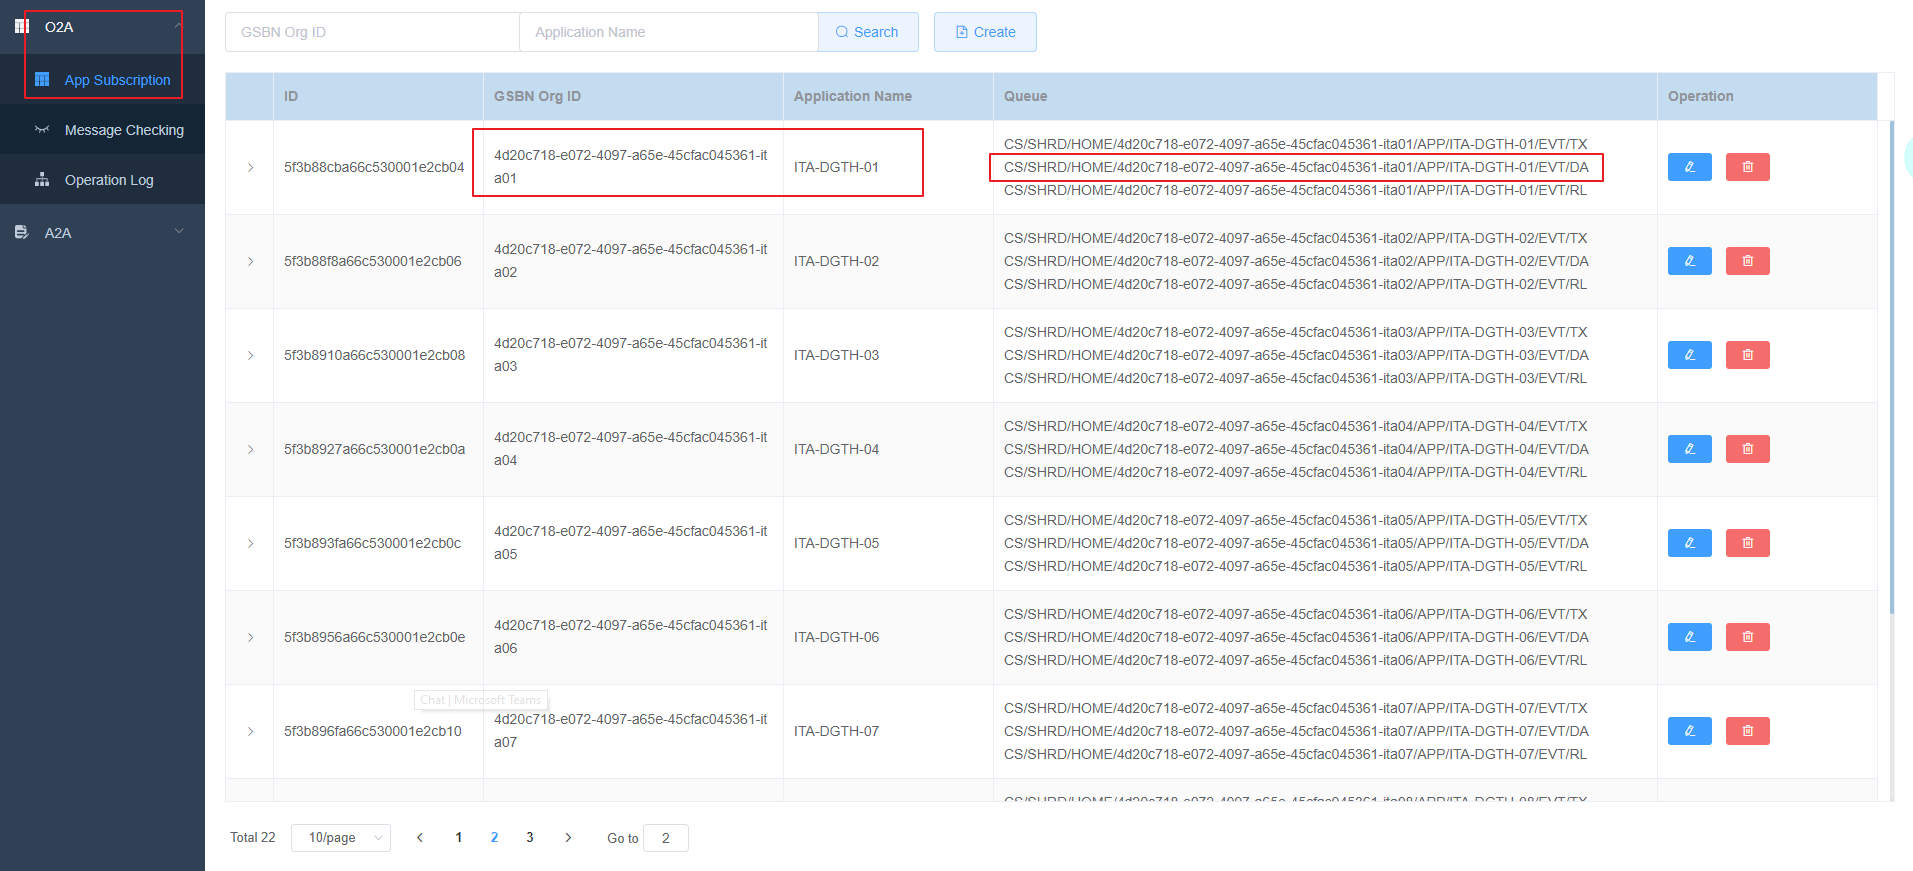 O2A
App Subscription
Message Checking
Operation Log
A2A
GSBN Org ID
Application Name
Search
Create
ID
GSBN Org ID
Application Name
Queue
Operation
5f3b88cba66c530001e2cb04
4d20c718-e072-4097-a65e-45cfac045361-it
a01
ITA-DGTH-01
CS/SHRD/HOME/4d20c718-e072-4097-a65e-45cfac045361-ita01/APP/ITA-DGTH-01/EVT/TX
CS/SHRD/HOME/4d20c718-e072-4097-a65e-45cfac045361-ita01/APP/ITA-DGTH-01/EVT/DA
CS/SHRD/HOME/4d20c718-e072-4097-a65e-45cfac045361-ita01/APP/ITA-DGTH-01/EVT/RL
5f3b88f8a66c530001e2cb06
4d20c718-e072-4097-a65e-45cfac045361-it
a02
ITA-DGTH-02
CS/SHRD/HOME/4d20c718-e072-4097-a65e-45cfac045361-ita02/APP/ITA-DGTH-02/EVT/TX
CS/SHRD/HOME/4d20c718-e072-4097-a65e-45cfac045361-ita02/APP/ITA-DGTH-02/EVT/DA
CS/SHRD/HOME/4d20c718-e072-4097-a65e-45cfac045361-ita02/APP/ITA-DGTH-02/EVT/RL
5f3b8910a66c530001e2cb08
4d20c718-e072-4097-a65e-45cfac045361-it
a03
ITA-DGTH-03
CS/SHRD/HOME/4d20c718-e072-4097-a65e-45cfac045361-ita03/APP/ITA-DGTH-03/EVT/TX
CS/SHRD/HOME/4d20c718-e072-4097-a65e-45cfac045361-ita03/APP/ITA-DGTH-03/EVT/DA
CS/SHRD/HOME/4d20c718-e072-4097-a65e-45cfac045361-ita03/APP/ITA-DGTH-03/EVT/RL
5f3b8927a66c530001e2cb0a
4d20c718-e072-4097-a65e-45cfac045361-it
a04
ITA-DGTH-04
CS/SHRD/HOME/4d20c718-e072-4097-a65e-45cfac045361-ita04/APP/ITA-DGTH-04/EVT/TX
CS/SHRD/HOME/4d20c718-e072-4097-a65e-45cfac045361-ita04/APP/ITA-DGTH-04/EVT/DA
CS/SHRD/HOME/4d20c718-e072-4097-a65e-45cfac045361-ita04/APP/ITA-DGTH-04/EVT/RL
5f3b893fa66c530001e2cb0c
4d20c718-e072-4097-a65e-45cfac045361-it
a05
ITA-DGTH-05
CS/SHRD/HOME/4d20c718-e072-4097-a65e-45cfac045361-ita05/APP/ITA-DGTH-05/EVT/TX
CS/SHRD/HOME/4d20c718-e072-4097-a65e-45cfac045361-ita05/APP/ITA-DGTH-05/EVT/DA
CS/SHRD/HOME/4d20c718-e072-4097-a65e-45cfac045361-ita05/APP/ITA-DGTH-05/EVT/RL
5f3b8956a66c530001e2cb0e
4d20c718-e072-4097-a65e-45cfac045361-it
a06
ITA-DGTH-06
CS/SHRD/HOME/4d20c718-e072-4097-a65e-45cfac045361-ita06/APP/ITA-DGTH-06/EVT/TX
CS/SHRD/HOME/4d20c718-e072-4097-a65e-45cfac045361-ita06/APP/ITA-DGTH-06/EVT/DA
CS/SHRD/HOME/4d20c718-e072-4097-a65e-45cfac045361-ita06/APP/ITA-DGTH-06/EVT/RL
Chat | Microsoft Teams
5f3b896fa66c530001e2cb10
4d20c718-e072-4097-a65e-45cfac045361-it
a07
ITA-DGTH-07
CS/SHRD/HOME/4d20c718-e072-4097-a65e-45cfac045361-ita07/APP/ITA-DGTH-07/EVT/TX
CS/SHRD/HOME/4d20c718-e072-4097-a65e-45cfac045361-ita07/APP/ITA-DGTH-07/EVT/DA
CS/SHRD/HOME/4d20c718-e072-4097-a65e-45cfac045361-ita07/APP/ITA-DGTH-07/EVT/RL
Total 22
10/page
1
2
3
Go to
2